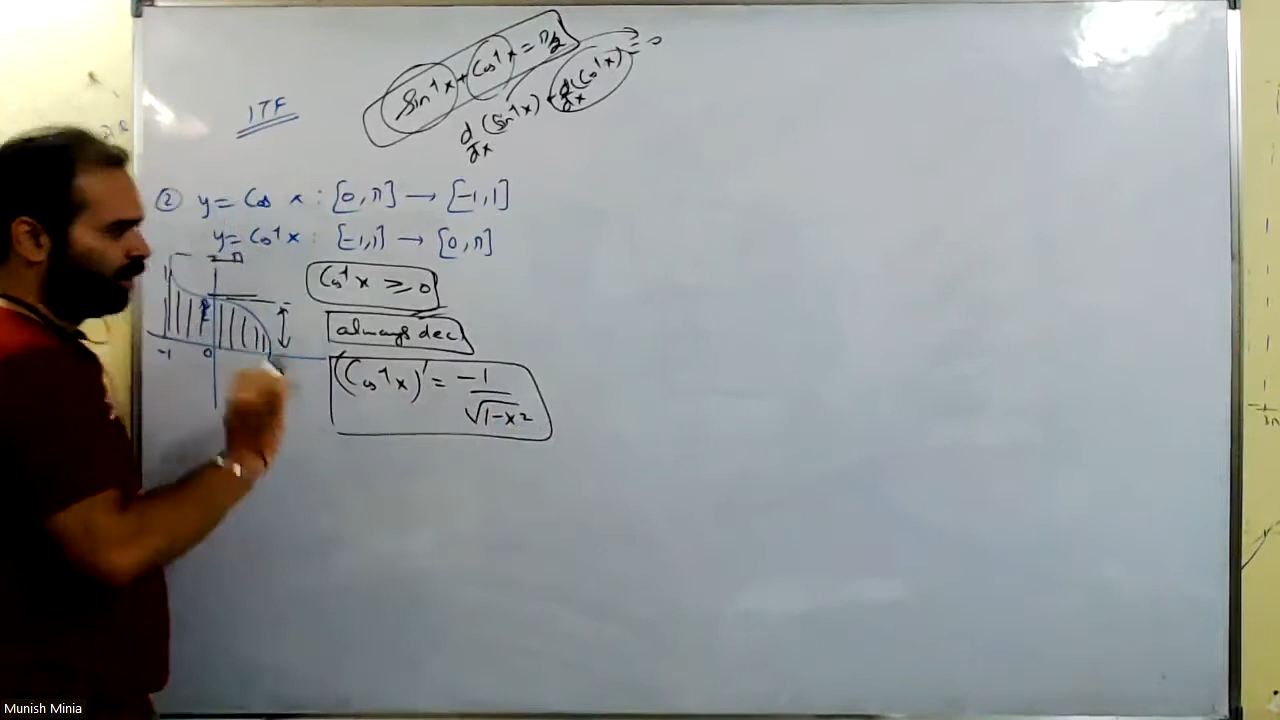 sin⁻¹x + cos⁻¹x = π/2
d/dx (sin⁻¹x) + d/dx (cos⁻¹x) = 0
ITF
② y = Cos x : [0, π] → [-1, 1]
y = Cos⁻¹x : [-1, 1] → [0, π]
π
-1 0
Cos⁻¹x ≥ 0
always dec
(Cos⁻¹x)' = -1/√1-x²
Munish Minia